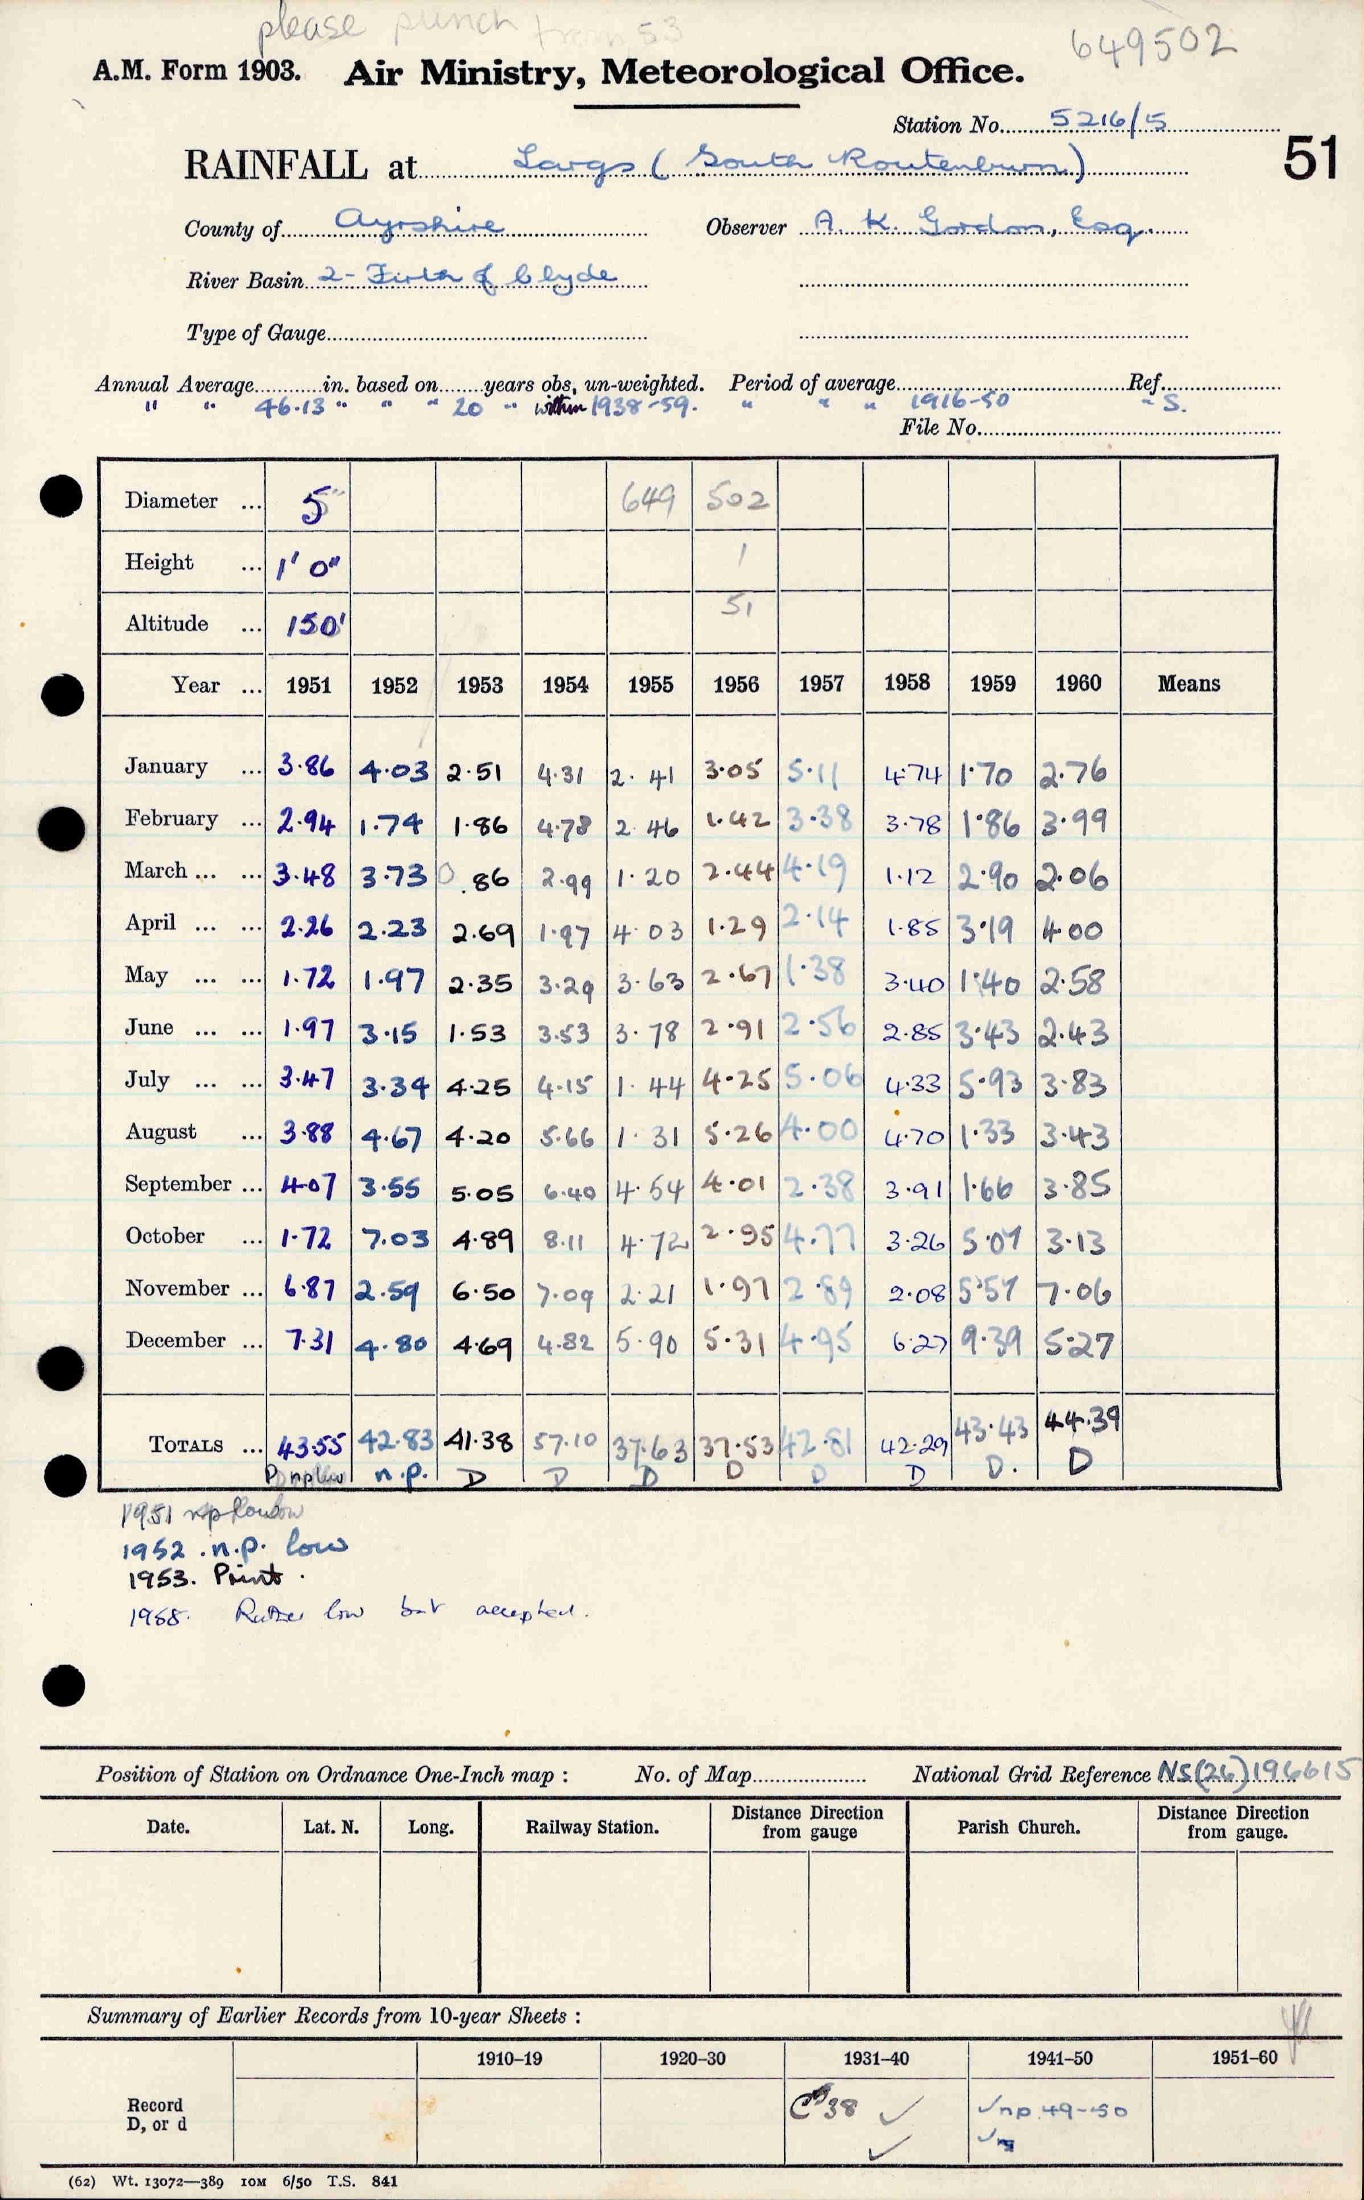 please punch from 53
649502
A.M. Form 1903. Air Ministry, Meteorological Office.
Station No. 5216/5
RAINFALL at Largs (South Routenburn) 51
County of Ayrshire Observer A. K. Gordon, Esq.
River Basin 2 - Firth of Clyde
Type of Gauge
Annual Average in. based on years obs, un-weighted. Period of average Ref.
" " 46.13 " " " 20 " within 1938-59. " " " 1916-50 " S.
File No.
Diameter ... 5" 649 502
Height ... 1' 0" 1
Altitude ... 150' 51
Year ... 1951 1952 1953 1954 1955 1956 1957 1958 1959 1960 Means
January ... 3.86 4.03 2.51 4.31 2.41 3.05 5.11 4.74 1.70 2.76
February ... 2.94 1.74 1.86 4.78 2.46 1.42 3.38 3.78 1.86 3.99
March ... ... 3.48 3.73 0.86 2.99 1.20 2.44 4.19 1.12 2.90 2.06
April ... ... 2.26 2.23 2.69 1.97 4.03 1.29 2.14 1.85 3.19 4.00
May ... ... 1.72 1.97 2.35 3.29 3.63 2.67 1.38 3.40 1.40 2.58
June ... ... 1.97 3.15 1.53 3.53 3.78 2.91 2.56 2.85 3.43 2.43
July ... ... 3.47 3.34 4.25 4.15 1.44 4.25 5.06 4.33 5.93 3.83
August ... 3.88 4.67 4.20 5.66 1.31 5.26 4.00 4.70 1.33 3.43
September ... 4.07 3.55 5.05 6.40 4.54 4.01 2.38 3.91 1.66 3.85
October ... 1.72 7.03 4.89 8.11 4.72 2.95 4.77 3.26 5.07 3.13
November ... 6.87 2.59 6.50 7.09 2.21 1.97 2.89 2.08 5.57 7.06
December ... 7.31 4.80 4.69 4.82 5.90 5.31 4.95 6.27 9.39 5.27
TOTALS ... 43.55 42.83 41.38 57.10 37.63 37.53 42.81 42.29 43.43 44.39
n.p. D D D D D D D. D
1951 np
1952 . n.p. low
1953. Print.
1958. Rather low but accepted.
Position of Station on Ordnance One-Inch map : No. of Map National Grid Reference NS(26)196615
Date. Lat. N. Long. Railway Station. Distance Direction from gauge Parish Church. Distance Direction from gauge.
Summary of Earlier Records from 10-year Sheets :
1910–19 1920–30 1931–40 1941–50 1951–60
Record D, or d 38 ✓ ✓ np 49-50
✓ ✓
(62) Wt. 13072—389 10M 6/50 T.S. 841